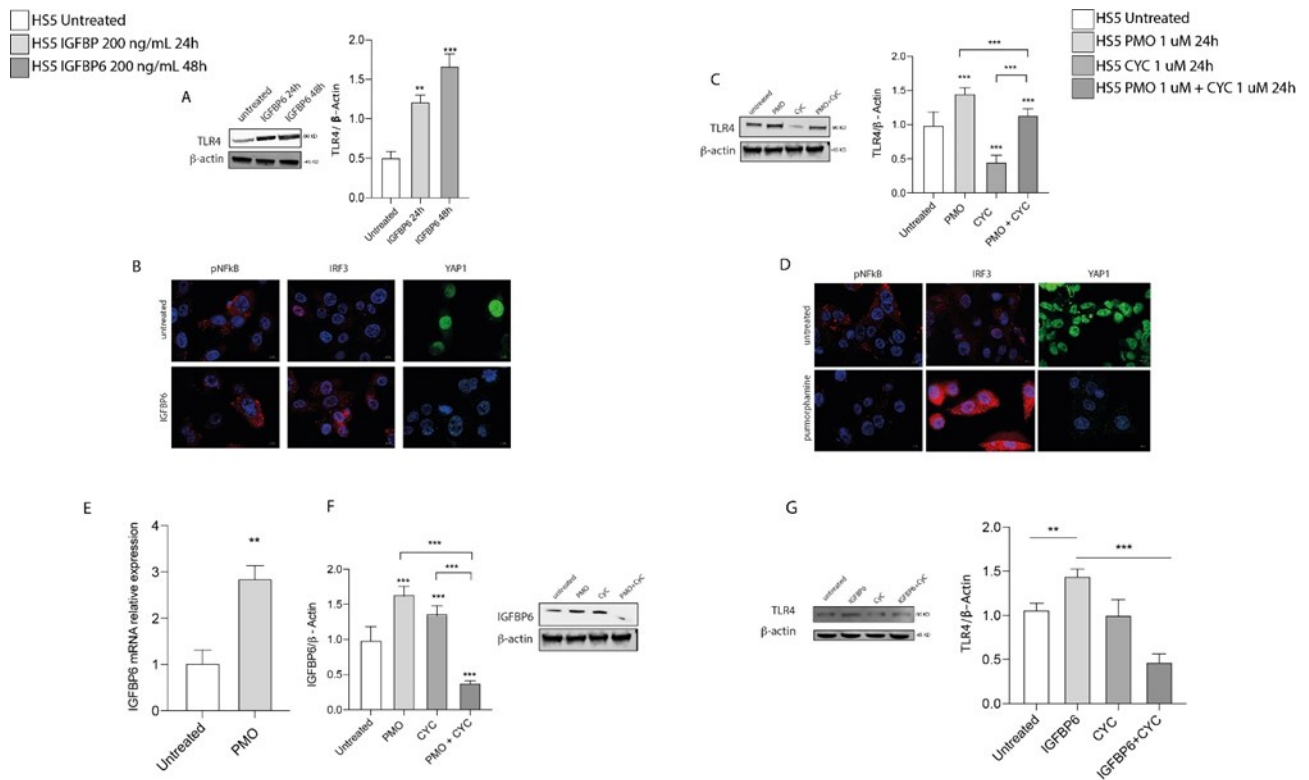 HS5 Untreated
HS5 IGFBP 200 ng/mL 24h
HS5 IGFBP6 200 ng/mL 48h
A
untreated
IGFBP6 24h
IGFBP6 48h
TLR4
β-actin
TLR4/ β-Actin
2.0
1.5
1.0
0.5
0.0
**
***
Untreated
IGFBP6 24h
IGFBP6 48h
HS5 Untreated
HS5 PMO 1 uM 24h
HS5 CYC 1 uM 24h
HS5 PMO 1 uM + CYC 1 uM 24h
C
untreated
PMO
CyC
PMO+CyC
TLR4
β-actin
TLR4/β - Actin
2.0
1.5
1.0
0.5
0.0
***
***
***
***
***
Untreated
PMO
CYC
PMO + CYC
B
pNFkB
IRF3
YAP1
untreated
IGFBP6
D
pNFkB
IRF3
YAP1
untreated
purmorphamine
E
IGFBP6 mRNA relative expression
4
3
2
1
0
**
Untreated
PMO
F
IGFBP6/β - Actin
2.0
1.5
1.0
0.5
0.0
***
***
***
***
***
Untreated
PMO
CYC
PMO + CYC
untreated
PMO
CyC
PMO+CyC
IGFBP6
β-actin
G
untreated
IGFBP6
CyC
IGFBP6+CyC
TLR4
β-actin
TLR4/β-Actin
2.0
1.5
1.0
0.5
0.0
**
***
Untreated
IGFBP6
CYC
IGFBP6+CYC